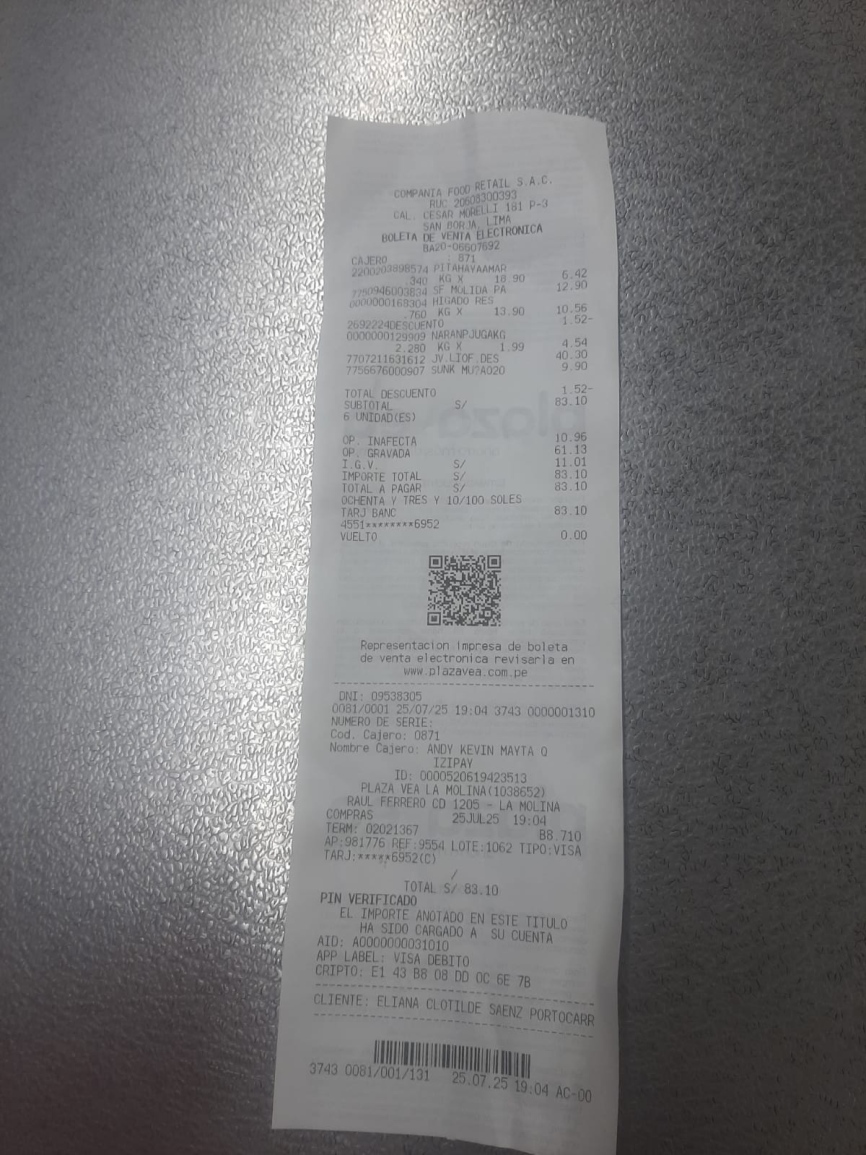 COMPANIA FOOD RETAIL S.A.C.
RUC 20608300393
CAL. CESAR MORELLI 181 P-3
SAN BORJA, LIMA
BOLETA DE VENTA ELECTRONICA
BA20-06607692
CAJERO : 871
2200203898574 PITAHAYAAMAR
.340 KG X 18.90 6.42
7750946003834 SF MOLIDA PA 12.90
0000000168304 HIGADO RES
.760 KG X 13.90 10.56
2692224DESCUENTO 1.52-
0000000129909 NARANPJUGAKG
2.280 KG X 1.99 4.54
7707211631612 JV.LIOF.DES 40.30
7756676000907 SUNK 9.90
TOTAL DESCUENTO 1.52-
SUBTOTAL S/ 83.10
6 UNIDAD(ES)
OP. INAFECTA 10.96
OP. GRAVADA 61.13
I.G.V. S/ 11.01
IMPORTE TOTAL S/ 83.10
TOTAL A PAGAR S/ 83.10
OCHENTA Y TRES Y 10/100 SOLES
TARJ BANC 83.10
4551********6952
VUELTO 0.00
Representacion impresa de boleta
de venta electronica revisarla en
www.plazavea.com.pe
DNI: 09538305
0081/0001 25/07/25 19:04 3743 0000001310
NUMERO DE SERIE:
Cod. Cajero: 0871
Nombre Cajero: ANDY KEVIN MAYTA Q
IZIPAY
ID: 0000520619423513
PLAZA VEA LA MOLINA(1038652)
RAUL FERRERO CD 1205 - LA MOLINA
COMPRAS 25JUL25 19:04
TERM: 02021367 B8.710
AP:981776 REF:9554 LOTE:1062 TIPO:VISA
TARJ:*****6952(C)
/
TOTAL S/ 83.10
PIN VERIFICADO
EL IMPORTE ANOTADO EN ESTE TITULO
HA SIDO CARGADO A SU CUENTA
AID: A0000000031010
APP LABEL: VISA DEBITO
CRIPTO: E1 43 B8 08 DD 0C 6E 7B
CLIENTE: ELIANA CLOTILDE SAENZ PORTOCARR
3743 0081/001/131 25.07.25 19:04 AC-00